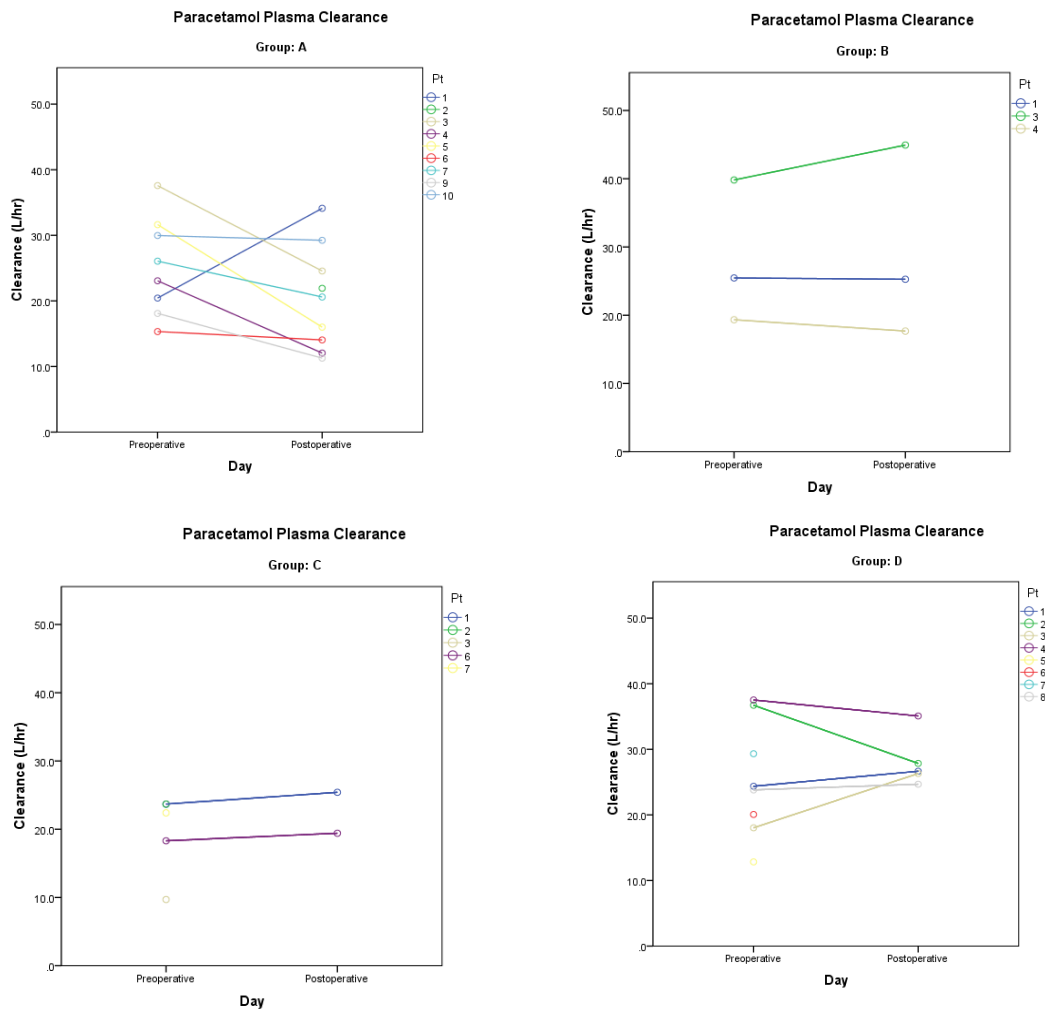 Paracetamol Plasma Clearance
Group: A
Pt
1
2
3
4
5
6
7
9
10
50.0
40.0
30.0
20.0
10.0
.0
Clearance (L/hr)
Preoperative
Postoperative
Day
Paracetamol Plasma Clearance
Group: B
Pt
1
3
4
50.0
40.0
30.0
20.0
10.0
.0
Clearance (L/hr)
Preoperative
Postoperative
Day
Paracetamol Plasma Clearance
Group: C
Pt
1
2
3
6
7
50.0
40.0
30.0
20.0
10.0
.0
Clearance (L/hr)
Preoperative
Postoperative
Day
Paracetamol Plasma Clearance
Group: D
Pt
1
2
3
4
5
6
7
8
50.0
40.0
30.0
20.0
10.0
.0
Clearance (L/hr)
Preoperative
Postoperative
Day